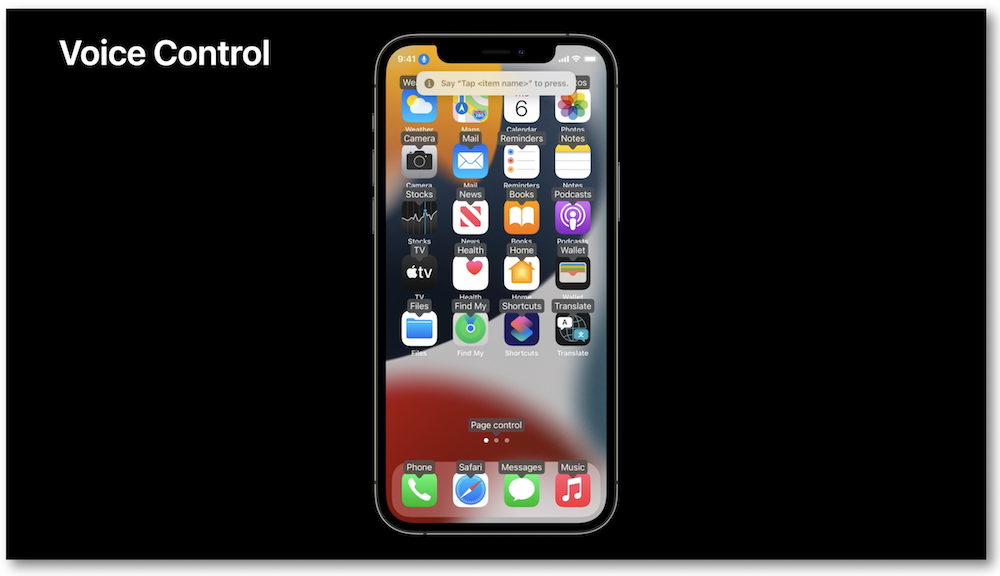 Voice Control
9:41
Say "Tap <item name>" to press.
Weather Maps Calendar Photos
6
Camera Mail Reminders Notes
Camera Mail Reminders Notes
Stocks News Books Podcasts
Stocks News Books Podcasts
TV Health Home Wallet
tv
TV Health Home Wallet
Files Find My Shortcuts Translate
A 文
Files Find My Shortcuts Translate
Page control
Phone Safari Messages Music